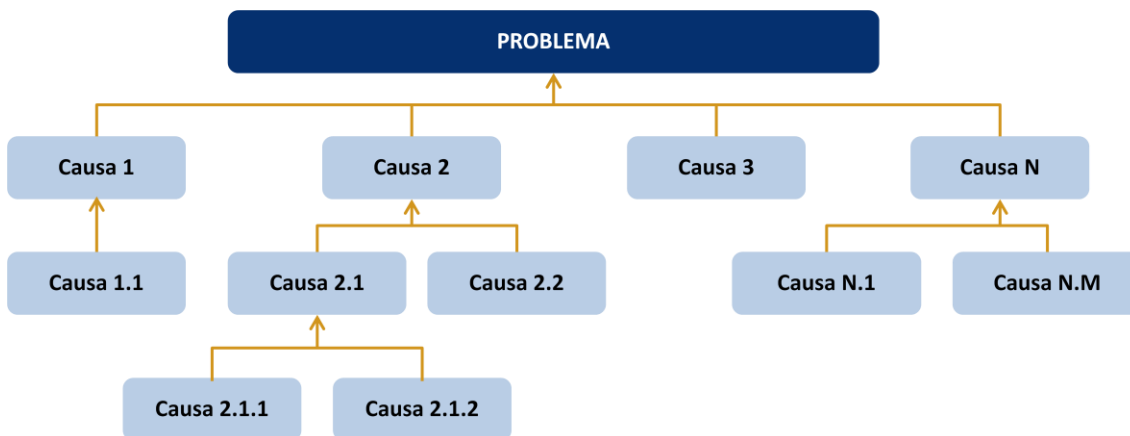 PROBLEMA
Causa 1
Causa 2
Causa 3
Causa N
Causa 1.1
Causa 2.1
Causa 2.2
Causa N.1
Causa N.M
Causa 2.1.1
Causa 2.1.2